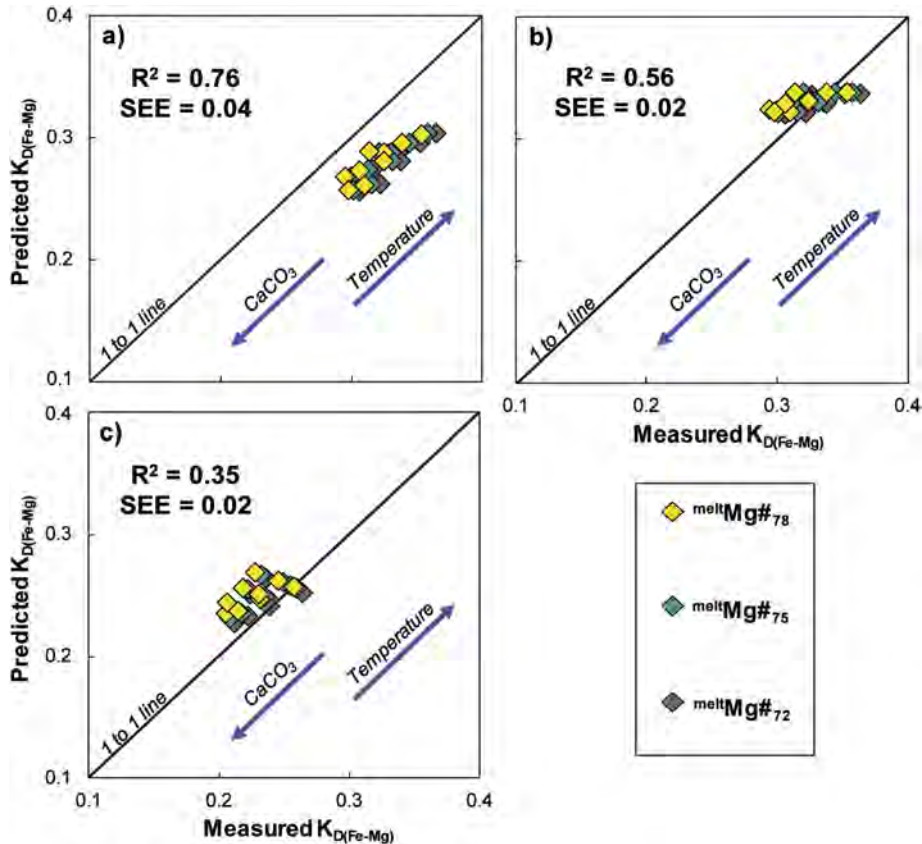 a)
R² = 0.76
SEE = 0.04
Predicted K_D(Fe-Mg)
0.4
0.3
0.2
0.1
1 to 1 line
CaCO₃
Temperature
b)
R² = 0.56
SEE = 0.02
1 to 1 line
CaCO₃
Temperature
0.1
0.2
0.3
0.4
Measured K_D(Fe-Mg)
c)
R² = 0.35
SEE = 0.02
Predicted K_D(Fe-Mg)
0.4
0.3
0.2
0.1
1 to 1 line
CaCO₃
Temperature
0.1
0.2
0.3
0.4
Measured K_D(Fe-Mg)
meltMg#₇₈
meltMg#₇₅
meltMg#₇₂